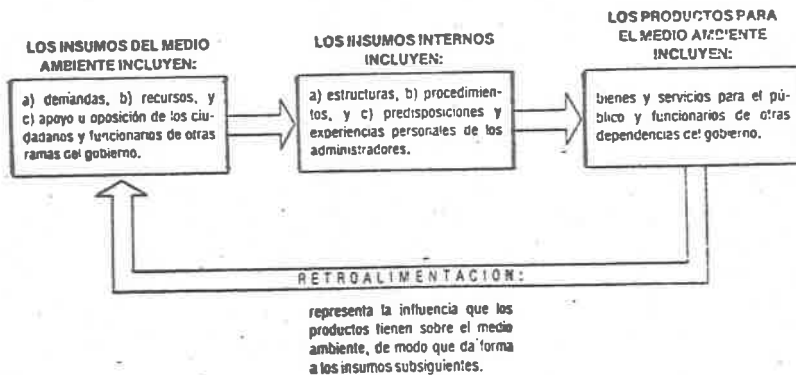 LOS INSUMOS DEL MEDIO
AMBIENTE INCLUYEN:
a) demandas, b) recursos, y
c) apoyo u oposición de los ciu-
dadanos y funcionarios de otras
ramas del gobierno.
LOS INSUMOS INTERNOS
INCLUYEN:
a) estructuras, b) procedimien-
tos, y c) predisposiciones y
experiencias personales de los
administradores.
LOS PRODUCTOS PARA
EL MEDIO AMBIENTE
INCLUYEN:
bienes y servicios para el pú-
blico y funcionarios de otras
dependencias del gobierno.
RETROALIMENTACION:
representa la influencia que los
productos tienen sobre el medio
ambiente, de modo que da forma
a los insumos subsiguientes.